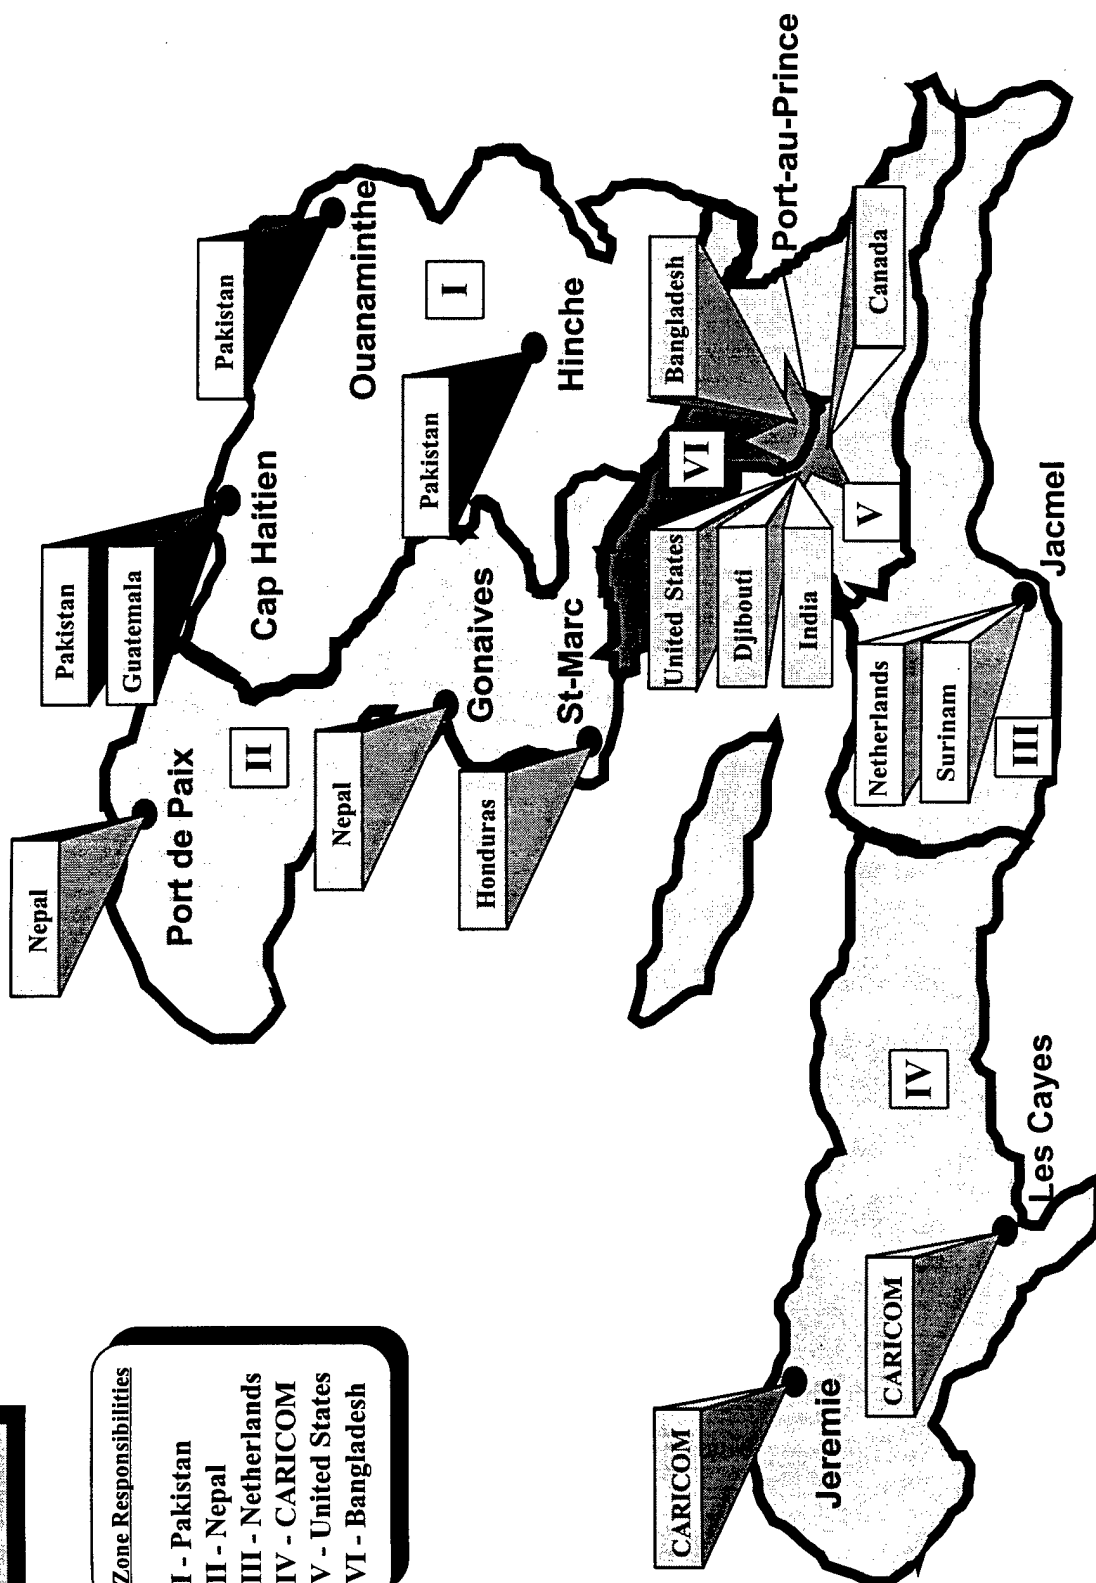 Zone Responsibilities
I - Pakistan
II - Nepal
III - Netherlands
IV - CARICOM
V - United States
VI - Bangladesh
Nepal
Port de Paix
II
Pakistan
Guatemala
Cap Haitien
Pakistan
Ouanaminthe
I
Pakistan
Hinche
Nepal
Gonaives
Honduras
St-Marc
VI
Bangladesh
United States
Djibouti
India
Port-au-Prince
Canada
V
Netherlands
Surinam
III
Jacmel
IV
CARICOM
Jeremie
CARICOM
Les Cayes